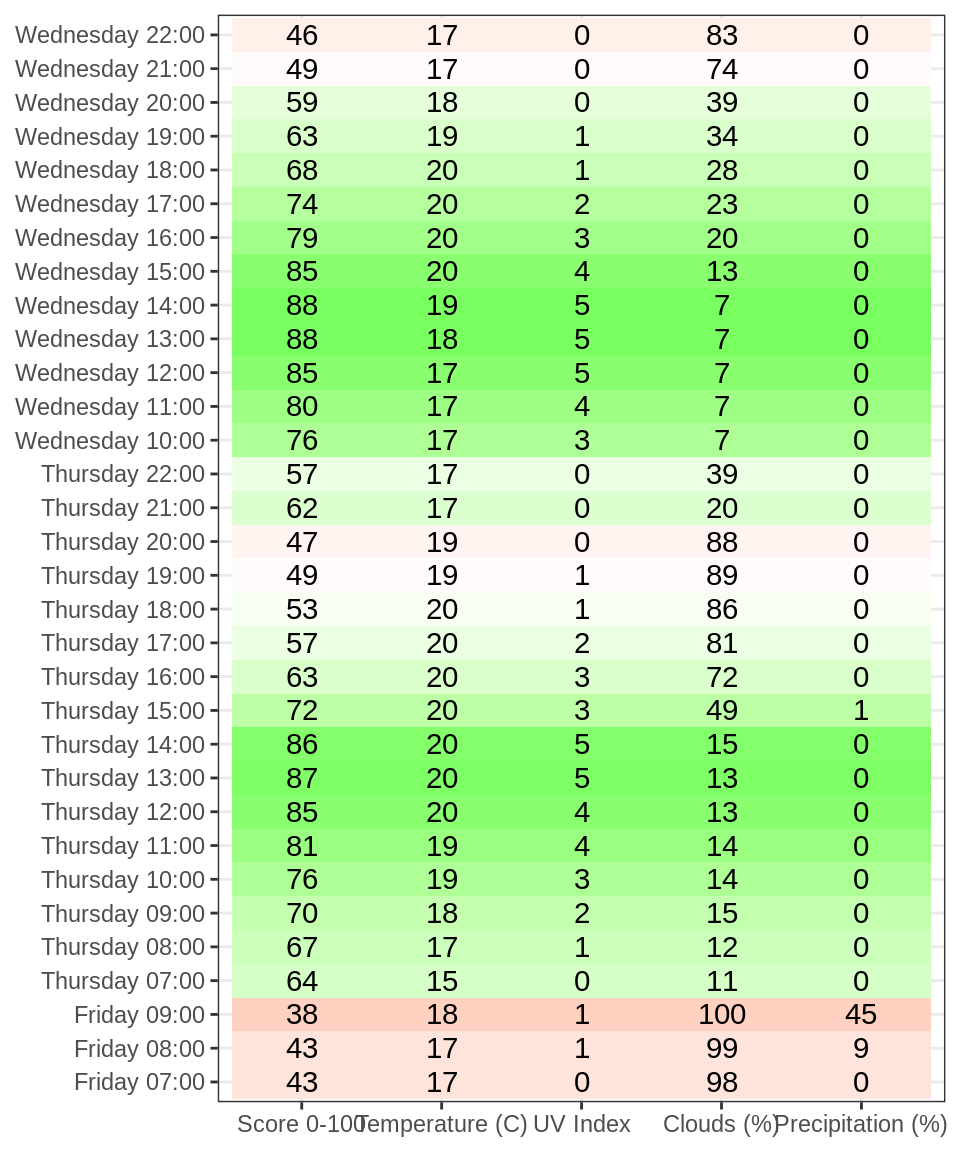 Wednesday 22:00 46 17 0 83 0
Wednesday 21:00 49 17 0 74 0
Wednesday 20:00 59 18 0 39 0
Wednesday 19:00 63 19 1 34 0
Wednesday 18:00 68 20 1 28 0
Wednesday 17:00 74 20 2 23 0
Wednesday 16:00 79 20 3 20 0
Wednesday 15:00 85 20 4 13 0
Wednesday 14:00 88 19 5 7 0
Wednesday 13:00 88 18 5 7 0
Wednesday 12:00 85 17 5 7 0
Wednesday 11:00 80 17 4 7 0
Wednesday 10:00 76 17 3 7 0
Thursday 22:00 57 17 0 39 0
Thursday 21:00 62 17 0 20 0
Thursday 20:00 47 19 0 88 0
Thursday 19:00 49 19 1 89 0
Thursday 18:00 53 20 1 86 0
Thursday 17:00 57 20 2 81 0
Thursday 16:00 63 20 3 72 0
Thursday 15:00 72 20 3 49 1
Thursday 14:00 86 20 5 15 0
Thursday 13:00 87 20 5 13 0
Thursday 12:00 85 20 4 13 0
Thursday 11:00 81 19 4 14 0
Thursday 10:00 76 19 3 14 0
Thursday 09:00 70 18 2 15 0
Thursday 08:00 67 17 1 12 0
Thursday 07:00 64 15 0 11 0
Friday 09:00 38 18 1 100 45
Friday 08:00 43 17 1 99 9
Friday 07:00 43 17 0 98 0
Score 0-100 Temperature (C) UV Index Clouds (%) Precipitation (%)